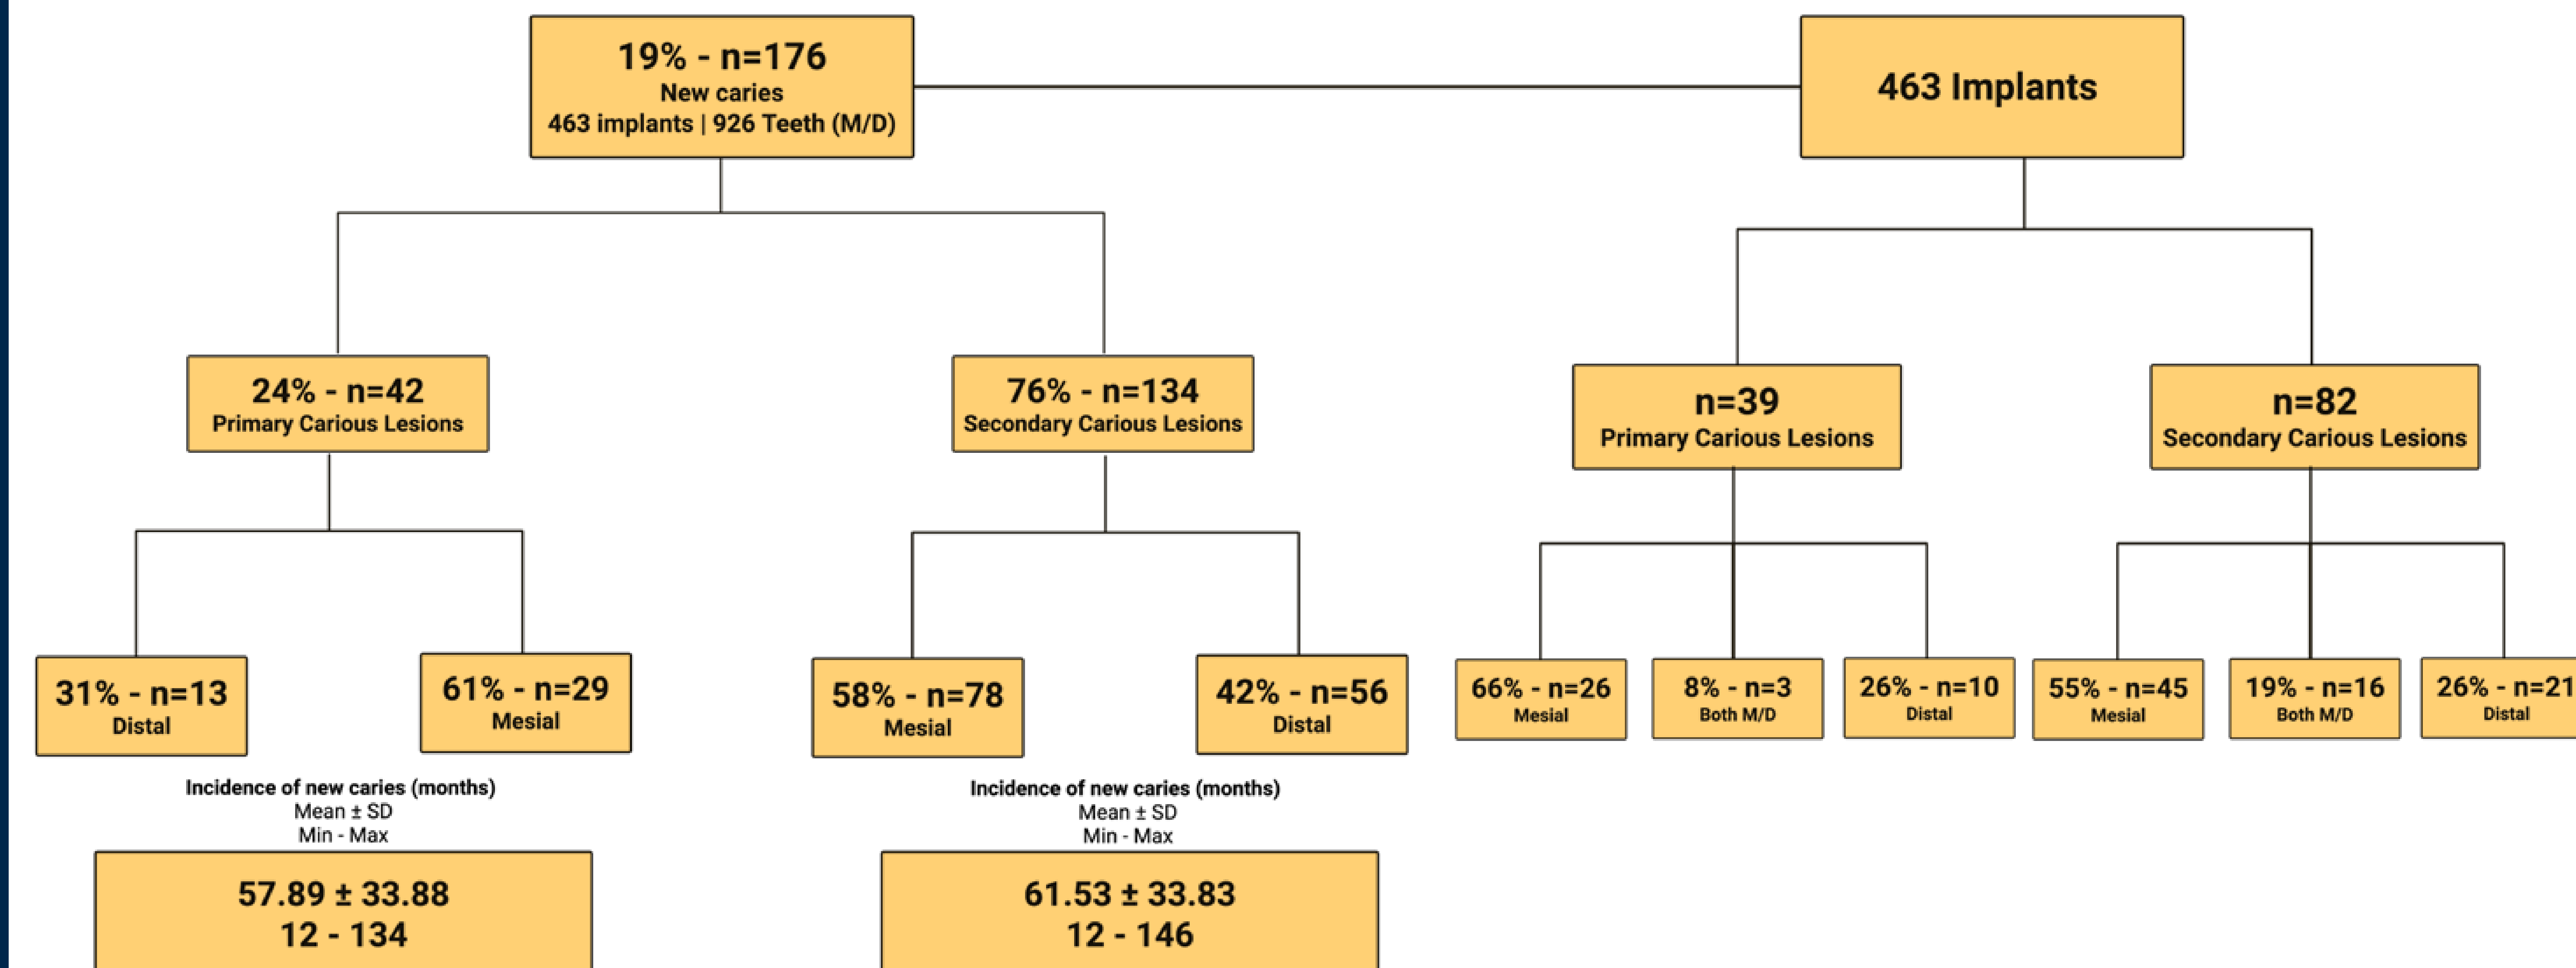 19% - n=176
New caries
463 implants | 926 Teeth (M/D)
463 Implants
24% - n=42
Primary Carious Lesions
76% - n=134
Secondary Carious Lesions
n=39
Primary Carious Lesions
n=82
Secondary Carious Lesions
31% - n=13
Distal
61% - n=29
Mesial
58% - n=78
Mesial
42% - n=56
Distal
66% - n=26
Mesial
8% - n=3
Both M/D
26% - n=10
Distal
55% - n=45
Mesial
19% - n=16
Both M/D
26% - n=21
Distal
Incidence of new caries (months)
Mean ± SD
Min - Max
57.89 ± 33.88
12 - 134
Incidence of new caries (months)
Mean ± SD
Min - Max
61.53 ± 33.83
12 - 146